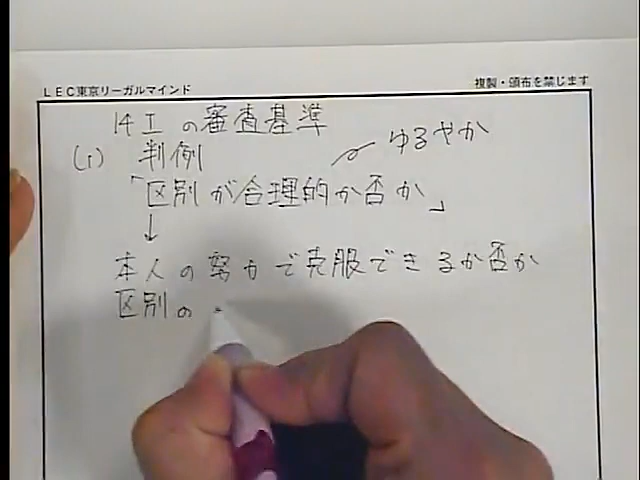 LEC東京リーガルマインド
複製・頒布を禁じます
14Ⅰの審査基準
(1) 判例
ゆるやか
「区別が合理的か否か」
↓
本人の努力で克服できるか否か
区別の